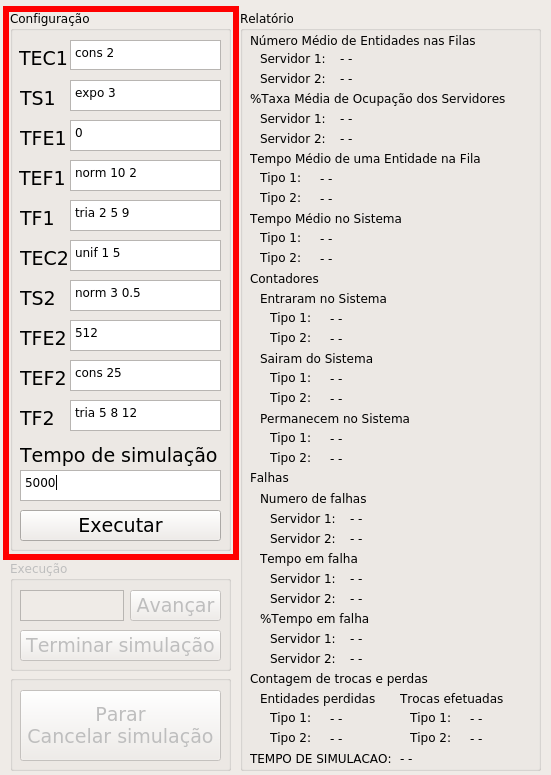 Configuração
TEC1 cons 2
TS1 expo 3
TFE1 0
TEF1 norm 10 2
TF1 tria 2 5 9
TEC2 unif 1 5
TS2 norm 3 0.5
TFE2 512
TEF2 cons 25
TF2 tria 5 8 12
Tempo de simulação
5000
Executar
Execução
Avançar
Terminar simulação
Parar
Cancelar simulação
Relatório
Número Médio de Entidades nas Filas
Servidor 1: - -
Servidor 2: - -
%Taxa Média de Ocupação dos Servidores
Servidor 1: - -
Servidor 2: - -
Tempo Médio de uma Entidade na Fila
Tipo 1: - -
Tipo 2: - -
Tempo Médio no Sistema
Tipo 1: - -
Tipo 2: - -
Contadores
Entraram no Sistema
Tipo 1: - -
Tipo 2: - -
Sairam do Sistema
Tipo 1: - -
Tipo 2: - -
Permanecem no Sistema
Tipo 1: - -
Tipo 2: - -
Falhas
Numero de falhas
Servidor 1: - -
Servidor 2: - -
Tempo em falha
Servidor 1: - -
Servidor 2: - -
%Tempo em falha
Servidor 1: - -
Servidor 2: - -
Contagem de trocas e perdas
Entidades perdidas Trocas efetuadas
Tipo 1: - - Tipo 1: - -
Tipo 2: - - Tipo 2: - -
TEMPO DE SIMULACAO: - -